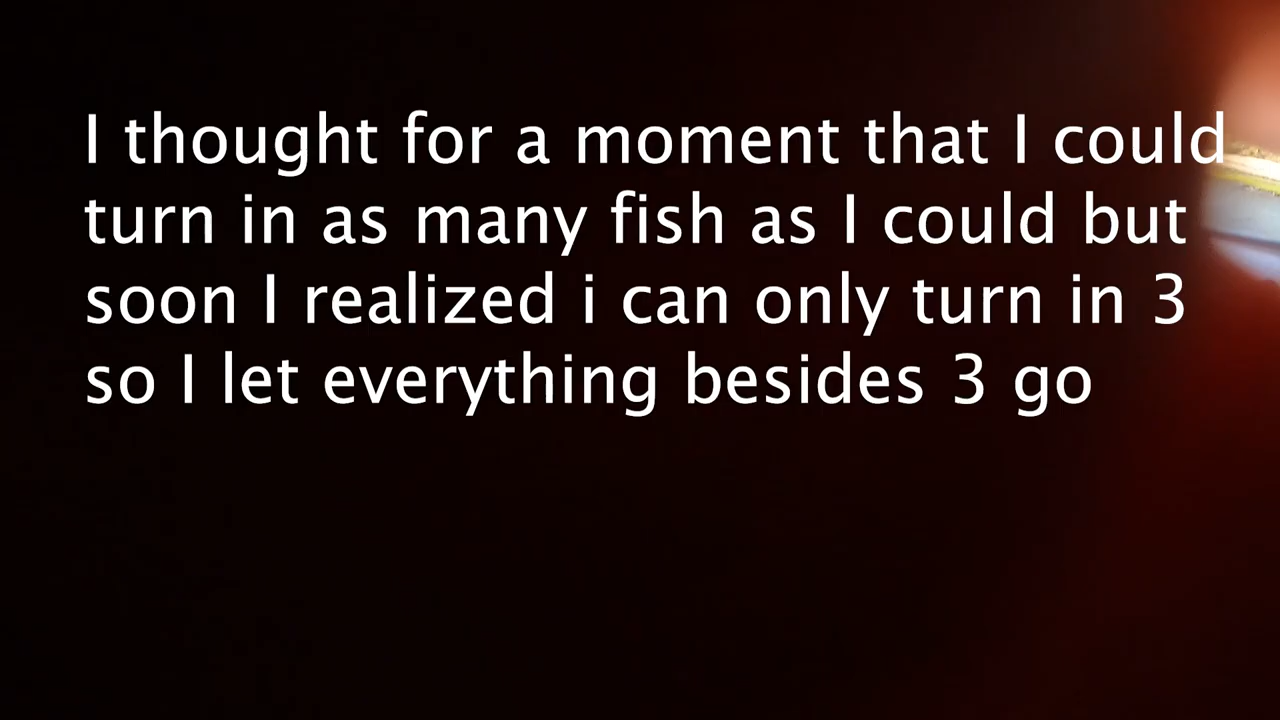 I thought for a moment that I could
turn in as many fish as I could but
soon I realized i can only turn in 3
so I let everything besides 3 go